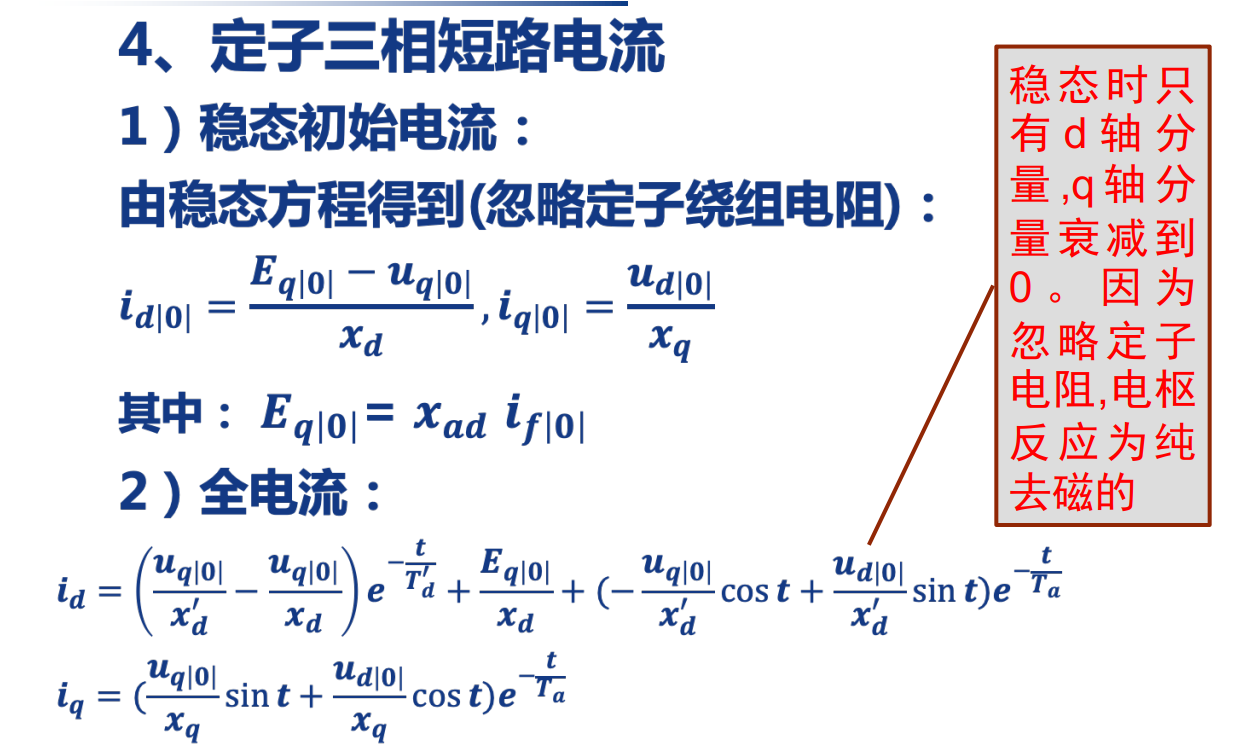 4、定子三相短路电流
1）稳态初始电流：
由稳态方程得到(忽略定子绕组电阻)：
i_{d|0|} = \frac{E_{q|0|} - u_{q|0|}}{x_d}, i_{q|0|} = \frac{u_{d|0|}}{x_q}
其中： E_{q|0|} = x_{ad} i_{f|0|}
2）全电流：
i_d = \left(\frac{u_{q|0|}}{x_d'} - \frac{u_{q|0|}}{x_d}\right) e^{-\frac{t}{T_d'}} + \frac{E_{q|0|}}{x_d} + (-\frac{u_{q|0|}}{x_d'} \cos t + \frac{u_{d|0|}}{x_d'} \sin t) e^{-\frac{t}{T_a}}
i_q = (\frac{u_{q|0|}}{x_q} \sin t + \frac{u_{d|0|}}{x_q} \cos t) e^{-\frac{t}{T_a}}
稳态时只
有d轴分
量,q轴分
量衰减到
0。因为
忽略定子
电阻,电枢
反应为纯
去磁的